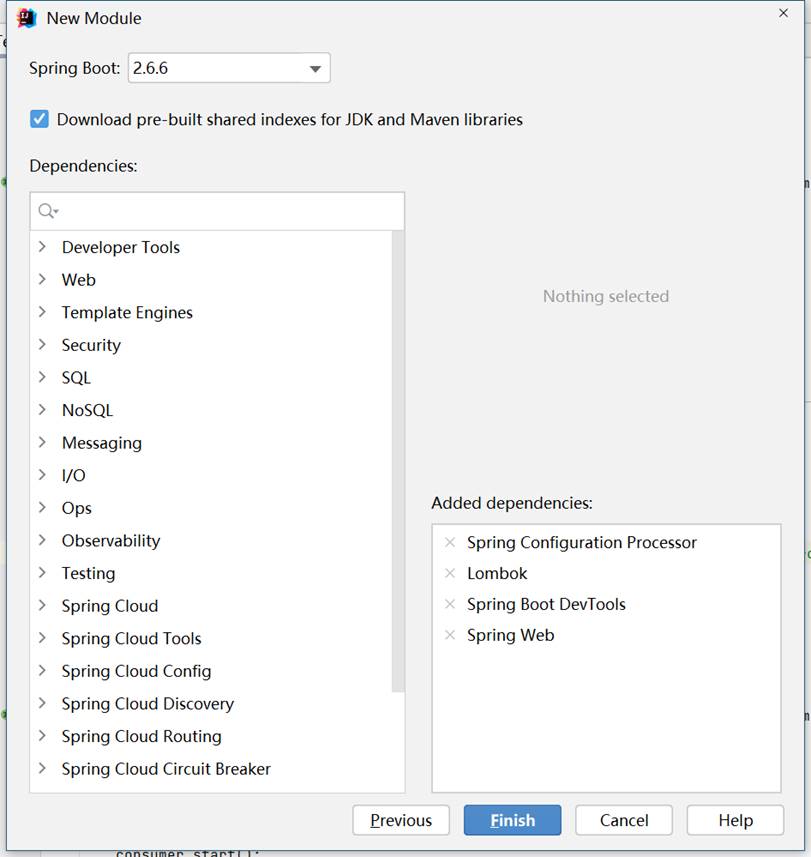 New Module
Spring Boot: 2.6.6
Download pre-built shared indexes for JDK and Maven libraries
Dependencies:
Developer Tools
Web
Template Engines
Security
SQL
NoSQL
Messaging
I/O
Ops
Observability
Testing
Spring Cloud
Spring Cloud Tools
Spring Cloud Config
Spring Cloud Discovery
Spring Cloud Routing
Spring Cloud Circuit Breaker
Nothing selected
Added dependencies:
Spring Configuration Processor
Lombok
Spring Boot DevTools
Spring Web
Previous Finish Cancel Help
consumer.start();